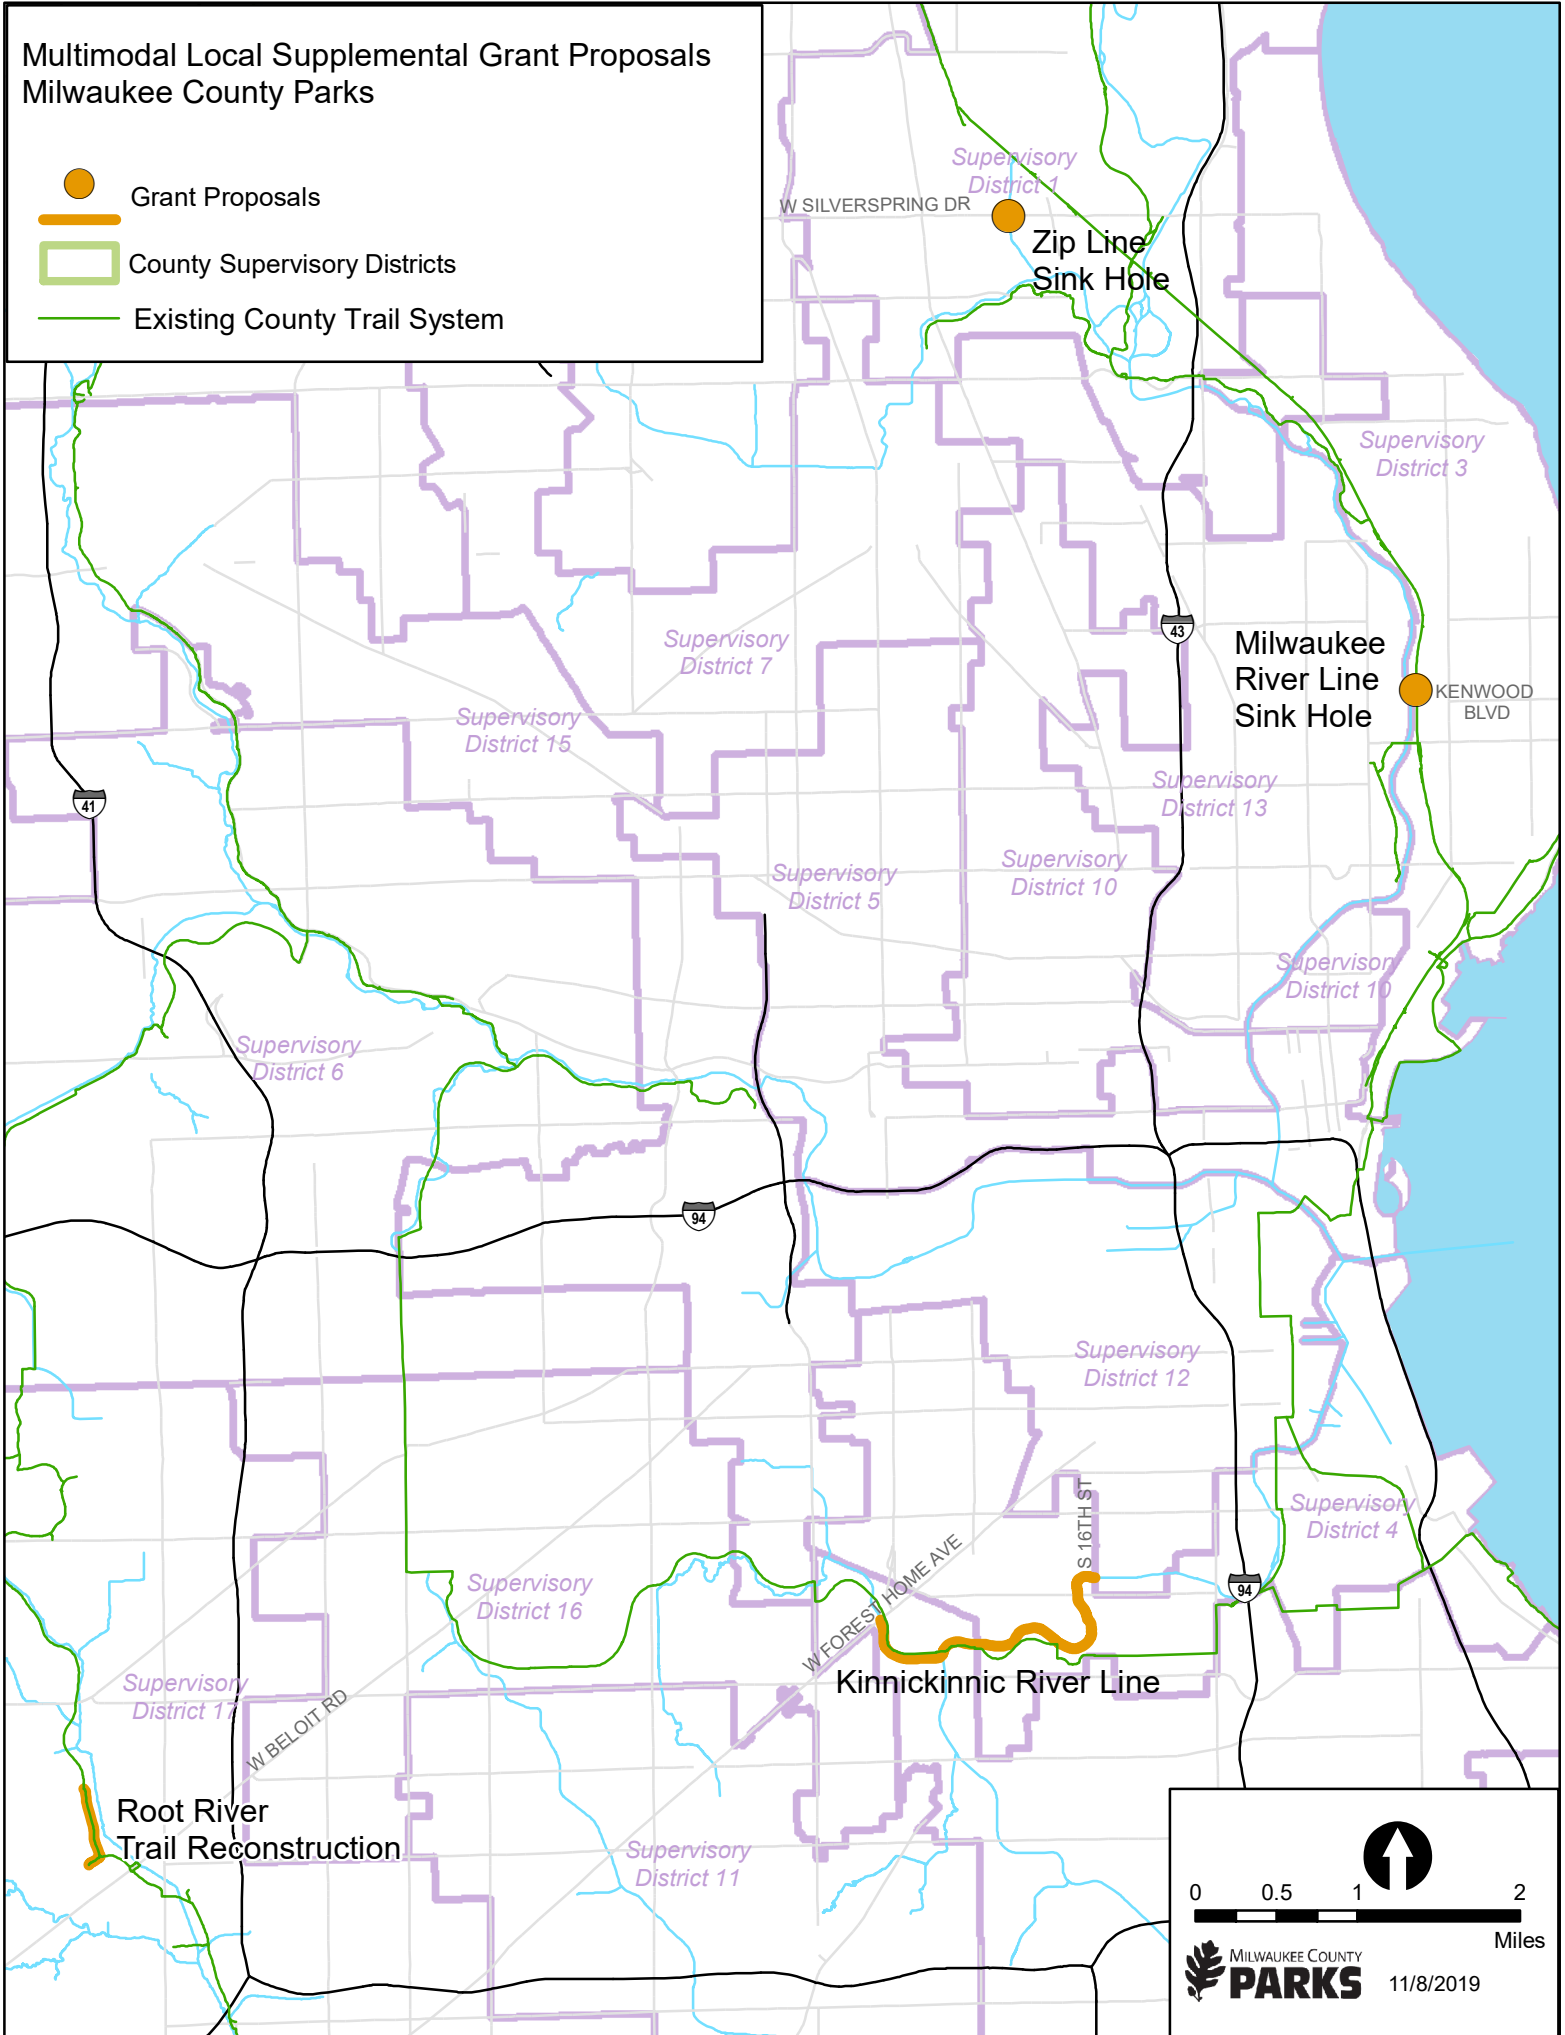 Multimodal Local Supplemental Grant Proposals
Milwaukee County Parks
Grant Proposals
County Supervisory Districts
Existing County Trail System
Supervisory
District 1
W SILVERSPRING DR
Zip Line
Sink Hole
Supervisory
District 3
43
Milwaukee
River Line
Sink Hole
KENWOOD
BLVD
Supervisory
District 7
Supervisory
District 15
41
Supervisory
District 13
Supervisory
District 5
Supervisory
District 10
Supervisory
District 10
Supervisory
District 6
94
Supervisory
District 12
S 16TH ST
Supervisory
District 4
W FOREST HOME AVE
94
Supervisory
District 16
Kinnickinnic River Line
Supervisory
District 17
W BELOIT RD
Root River
Trail Reconstruction
Supervisory
District 11
0 0.5 1 2
Miles
MILWAUKEE COUNTY
PARKS
11/8/2019